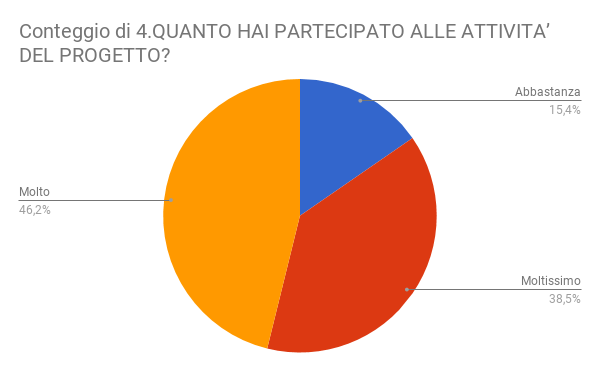 Conteggio di 4.QUANTO HAI PARTECIPATO ALLE ATTIVITA’
DEL PROGETTO?
Abbastanza
15,4%
Molto
46,2%
Moltissimo
38,5%